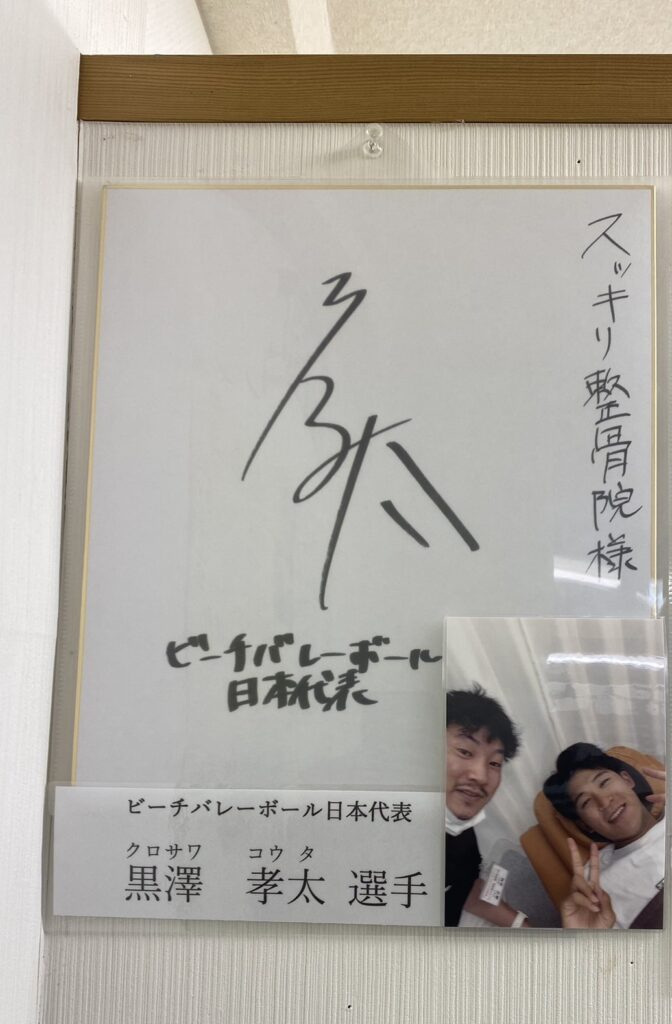 スッキリ整骨院様
孝太
ビーチバレーボール
日本代表
ビーチバレーボール日本代表
クロサワ コウタ
黒澤 孝太 選手